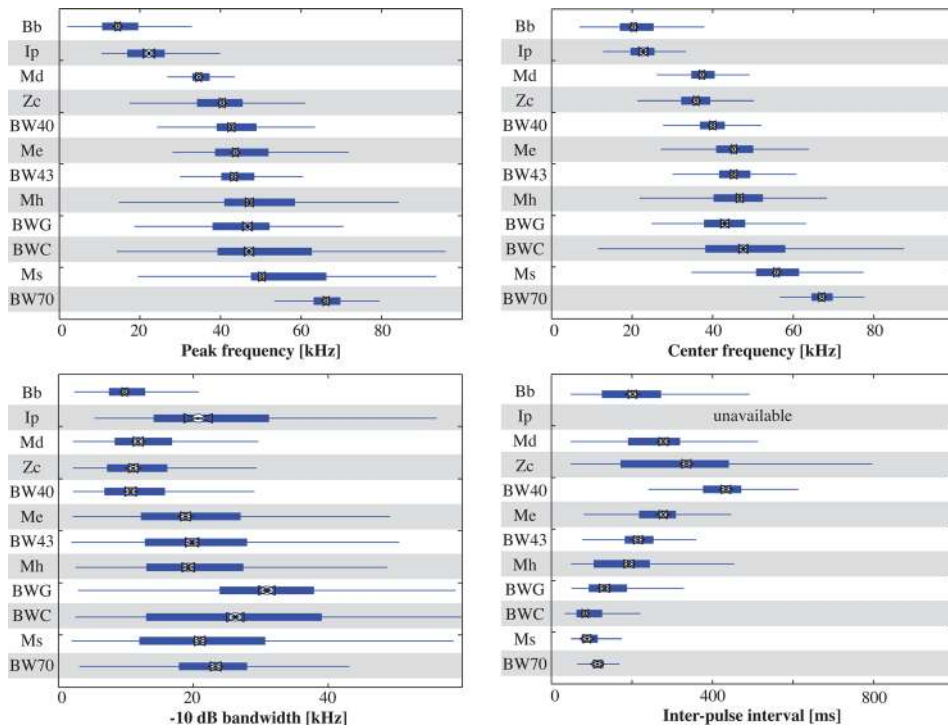 Bb
Ip
Md
Zc
BW40
Me
BW43
Mh
BWG
BWC
Ms
BW70
0 20 40 60 80
Peak frequency [kHz]
Bb
Ip
Md
Zc
BW40
Me
BW43
Mh
BWG
BWC
Ms
BW70
0 20 40 60 80
Center frequency [kHz]
Bb
Ip
Md
Zc
BW40
Me
BW43
Mh
BWG
BWC
Ms
BW70
0 20 40
-10 dB bandwidth [kHz]
Bb
Ip unavailable
Md
Zc
BW40
Me
BW43
Mh
BWG
BWC
Ms
BW70
0 400 800
Inter-pulse interval [ms]